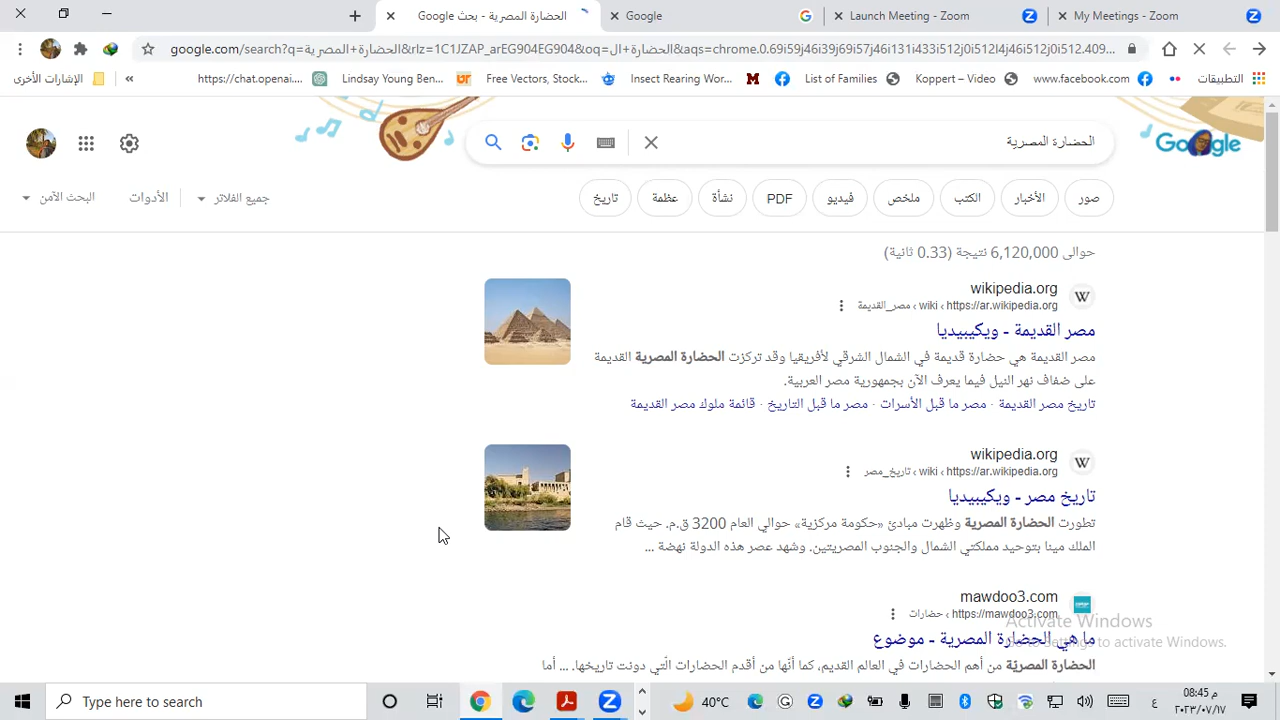 الحضارة المصرية - بحث Google
Google
Launch Meeting - Zoom
My Meetings - Zoom
google.com/search?q=الحضارة+المصرية&rlz=1C1JZAP_arEG904EG904&oq=الحضارة+ال&aqs=chrome.0.69i59j46i39j69i57j46i131i433i512j0i512l4j46i512j0i512.409...
التطبيقات
www.facebook.com
Koppert – Video
List of Families
Insect Rearing Wor...
Free Vectors, Stock...
Lindsay Young Ben...
https://chat.openai....
»
الإشارات الأخرى
Google
الحضارة المصرية
صور
الأخبار
الكتب
ملخص
فيديو
PDF
نشأة
عظمة
تاريخ
جميع الفلاتر
الأدوات
البحث الآمن
حوالى 6,120,000 نتيجة (0.33 ثانية)
W
wikipedia.org
https://ar.wikipedia.org › wiki › مصر_القديمة
مصر القديمة - ويكيبيديا
مصر القديمة هي حضارة قديمة في الشمال الشرقي لأفريقيا وقد تركزت الحضارة المصرية القديمة
على ضفاف نهر النيل فيما يعرف الآن بجمهورية مصر العربية.
تاريخ مصر القديمة · مصر ما قبل الأسرات · مصر ما قبل التاريخ · قائمة ملوك مصر القديمة
W
wikipedia.org
https://ar.wikipedia.org › wiki › تاريخ_مصر
تاريخ مصر - ويكيبيديا
تطورت الحضارة المصرية وظهرت مبادئ «حكومة مركزية» حوالي العام 3200 ق.م. حيث قام
الملك مينا بتوحيد مملكتي الشمال والجنوب المصريتين. وشهد عصر هذه الدولة نهضة ...
mawdoo3.com
https://mawdoo3.com › حضارات
ما هي الحضارة المصرية - موضوع
الحضارة المصريّة من أهم الحضارات في العالم القديم، كما أنّها من أقدم الحضارات الّتي دونت تاريخها. ... أما
Activate Windows
Go to Settings to activate Windows.
Type here to search
40°C
ع
08:45 م
٢٠٢٣/٠٧/١٧